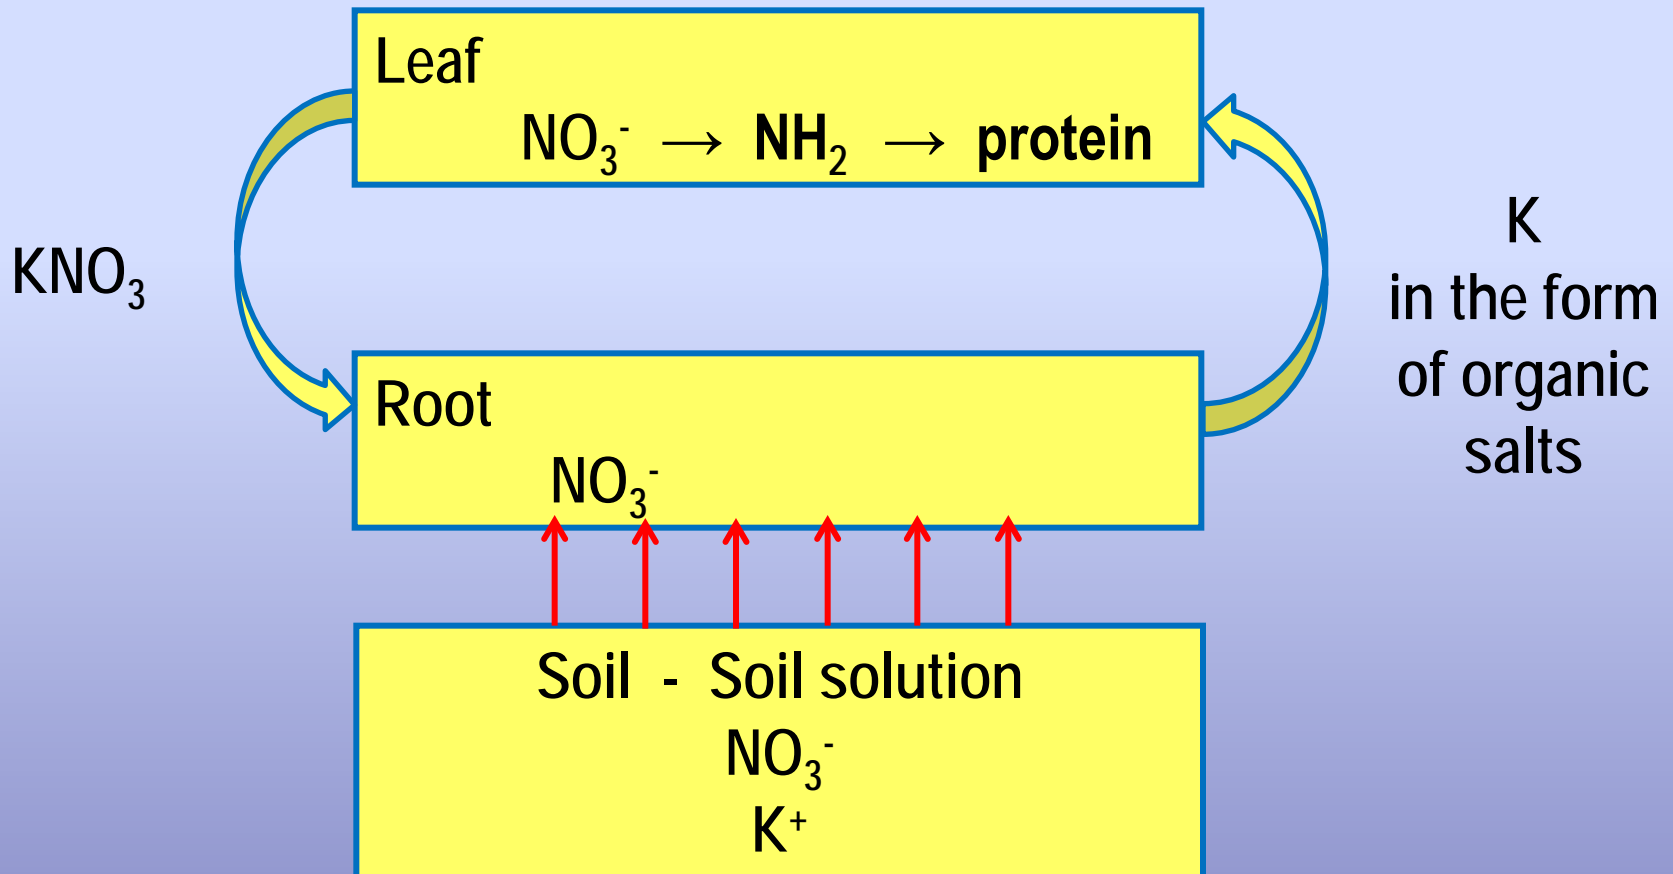 Leaf
NO₃⁻ → NH₂ → protein
KNO₃
K
in the form
of organic
salts
Root
NO₃⁻
Soil - Soil solution
NO₃⁻
K⁺